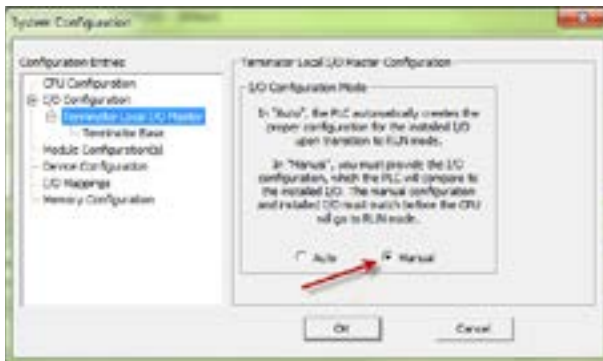 System Configuration
Configuration Entries
CPU Configuration
I/O Configuration
Terminator Local I/O Master
Terminator Base
Module Configuration(s)
Device Configuration
I/O Mappings
Memory Configuration
Terminator Local I/O Master Configuration
I/O Configuration Mode
In "Auto", the PLC automatically creates the
proper configuration for the installed I/O
upon transition to RUN mode.
In "Manual", you must provide the I/O
configuration, which the PLC will compare to
the installed I/O. The manual configuration
and installed I/O must match before the CPU
will go to RUN mode.
Auto
Manual
OK
Cancel